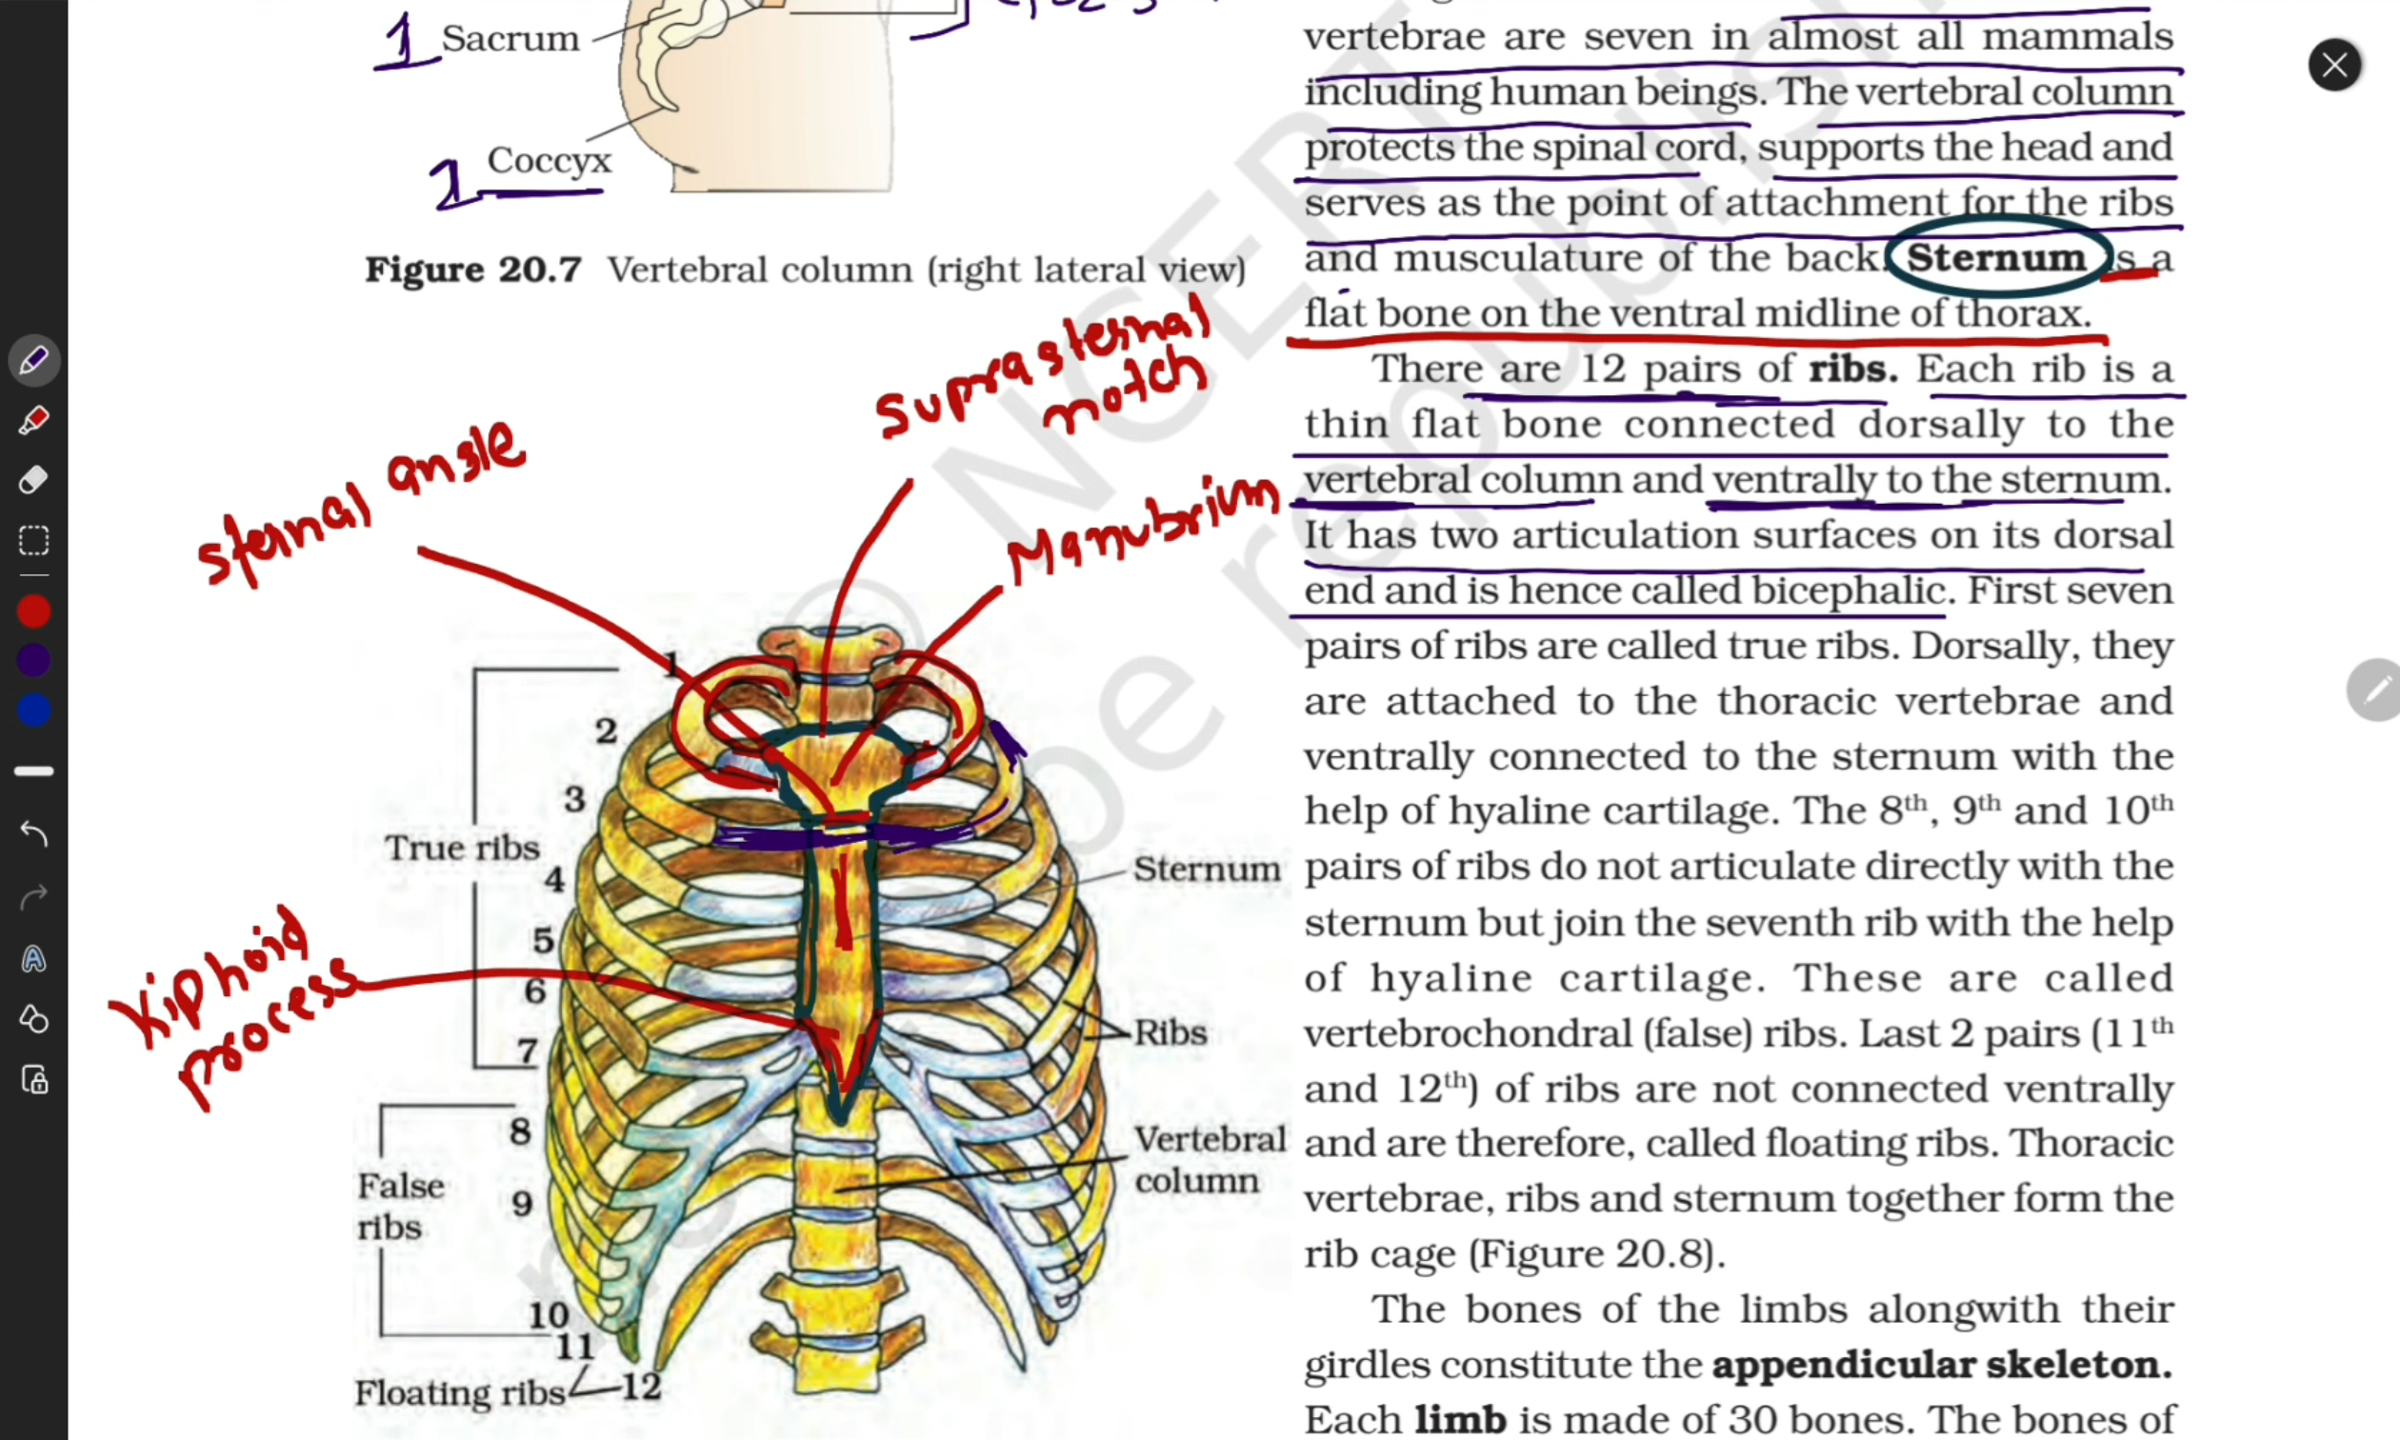 1 Sacrum
1 Coccyx
Figure 20.7 Vertebral column (right lateral view)
Suprasternal
notch
sternal angle
Manubrium
1
2
3
True ribs
4
Sternum
5
6
7
Xiphoid
process
Ribs
8
Vertebral
column
False
ribs
9
10
11
Floating ribs 12
vertebrae are seven in almost all mammals
including human beings. The vertebral column
protects the spinal cord, supports the head and
serves as the point of attachment for the ribs
and musculature of the back. Sternum is a
flat bone on the ventral midline of thorax.
There are 12 pairs of ribs. Each rib is a
thin flat bone connected dorsally to the
vertebral column and ventrally to the sternum.
It has two articulation surfaces on its dorsal
end and is hence called bicephalic. First seven
pairs of ribs are called true ribs. Dorsally, they
are attached to the thoracic vertebrae and
ventrally connected to the sternum with the
help of hyaline cartilage. The 8th, 9th and 10th
pairs of ribs do not articulate directly with the
sternum but join the seventh rib with the help
of hyaline cartilage. These are called
vertebrochondral (false) ribs. Last 2 pairs (11th
and 12th) of ribs are not connected ventrally
and are therefore, called floating ribs. Thoracic
vertebrae, ribs and sternum together form the
rib cage (Figure 20.8).
The bones of the limbs alongwith their
girdles constitute the appendicular skeleton.
Each limb is made of 30 bones. The bones of
© NCERT
be republish